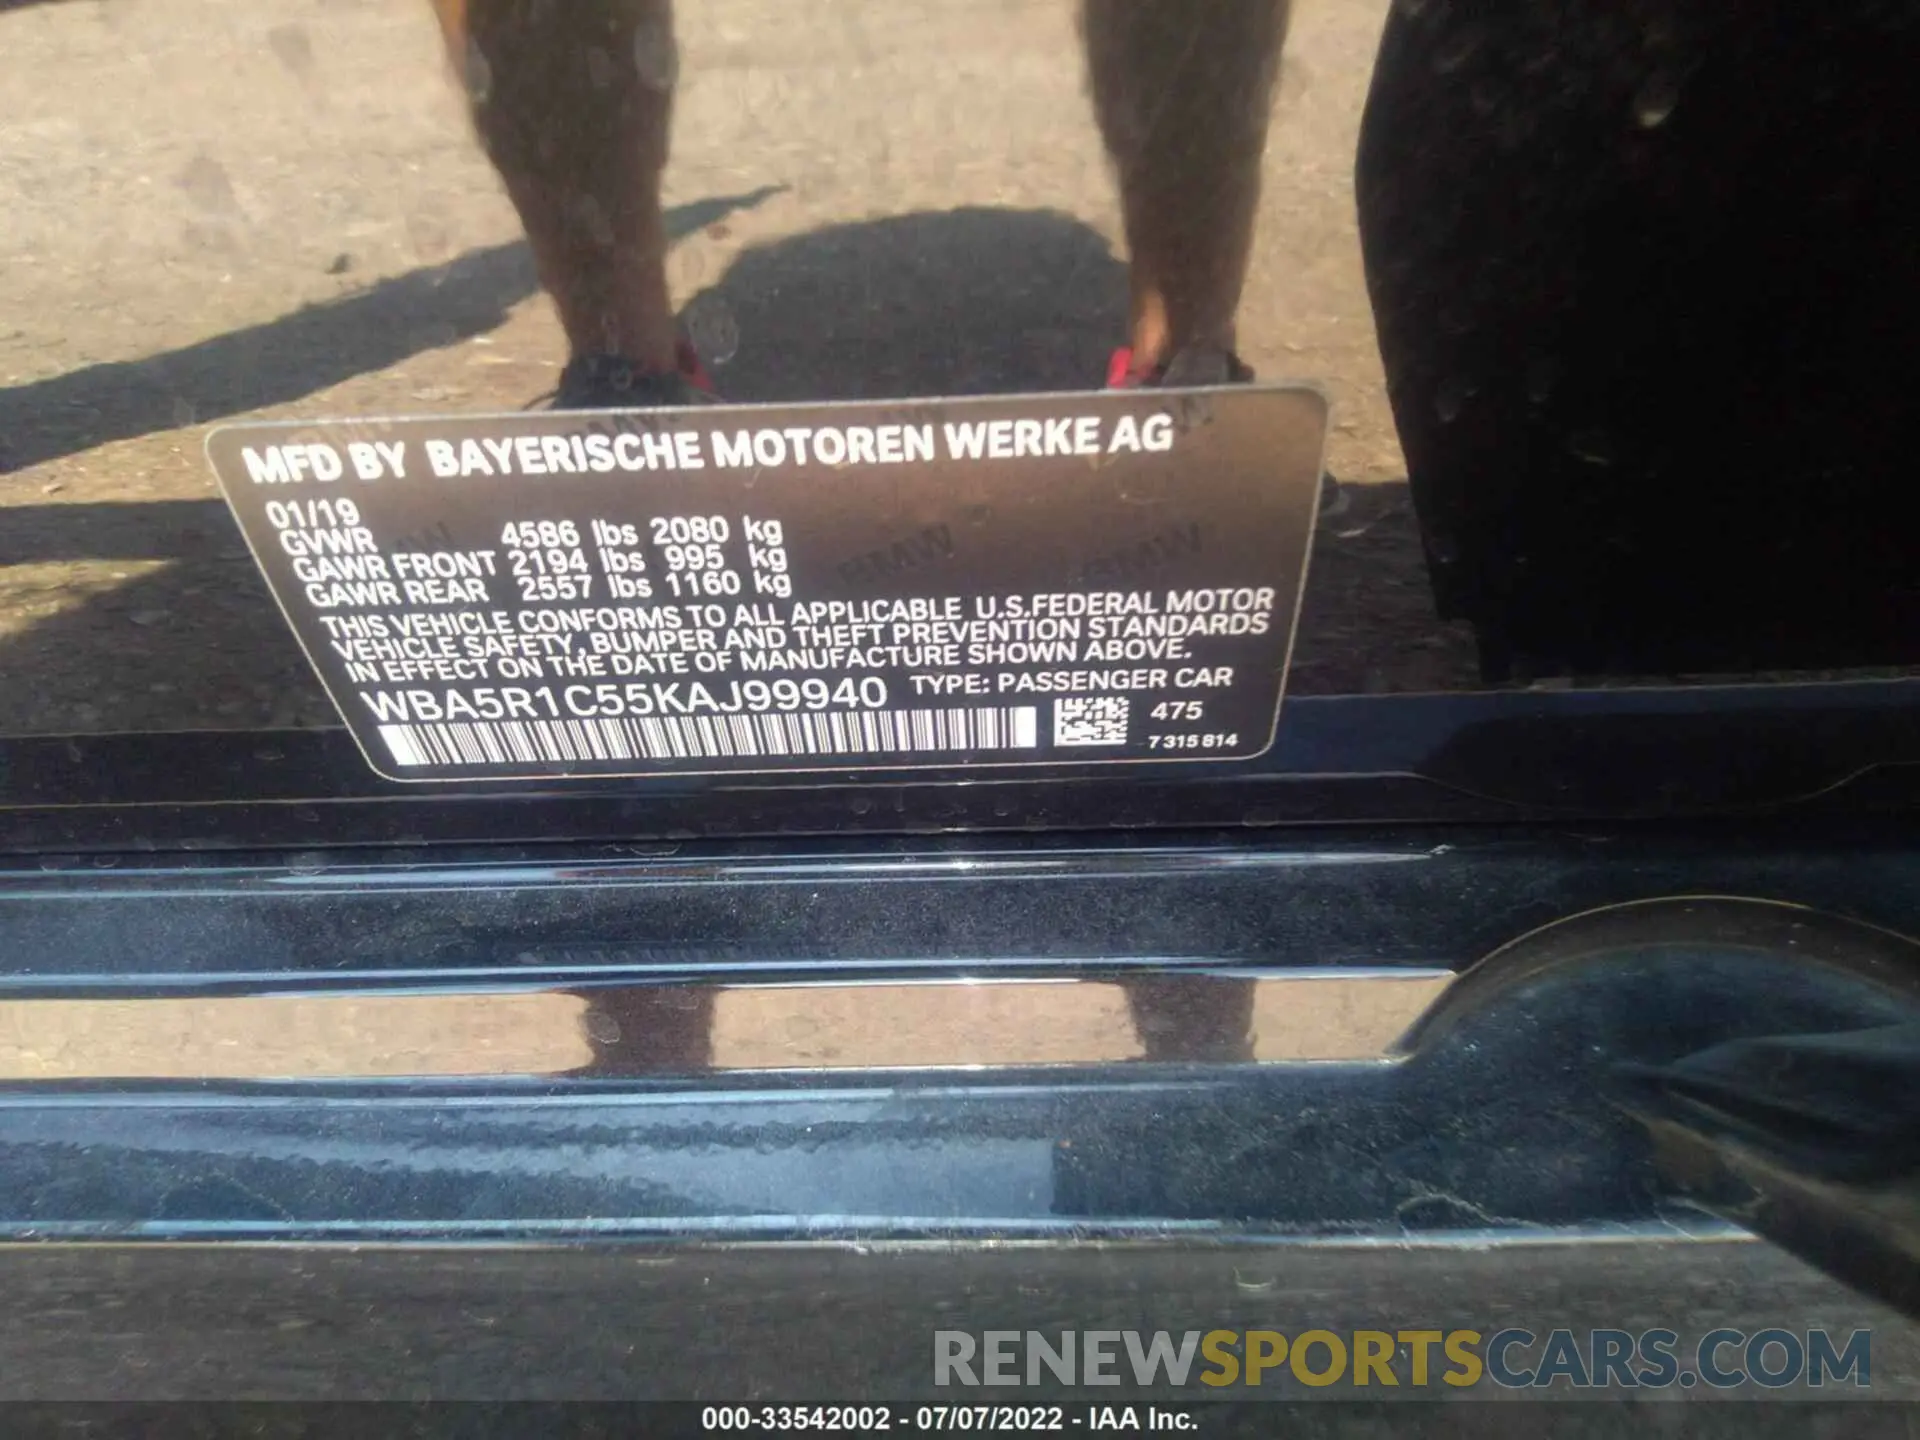 MFD BY BAYERISCHE MOTOREN WERKE AG
01/19
GVWR 4586 lbs 2080 kg
GAWR FRONT 2194 lbs 995 kg
GAWR REAR 2557 lbs 1160 kg
THIS VEHICLE CONFORMS TO ALL APPLICABLE U.S.FEDERAL MOTOR
VEHICLE SAFETY, BUMPER AND THEFT PREVENTION STANDARDS
IN EFFECT ON THE DATE OF MANUFACTURE SHOWN ABOVE.
WBA5R1C55KAJ99940 TYPE: PASSENGER CAR
475
7315814
RENEWSPORTSCARS.COM
000-33542002 - 07/07/2022 - IAA Inc.